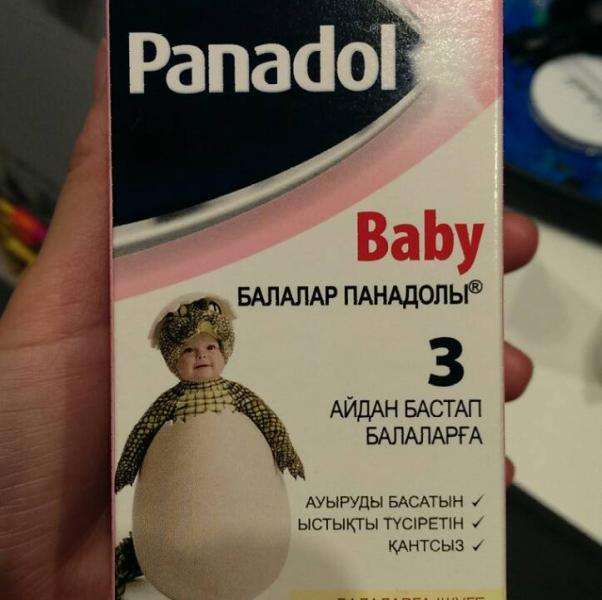 Panadol
Baby
БАЛАЛАР ПАНАДОЛЫ®
3
АЙДАН БАСТАП
БАЛАЛАРҒА
АУЫРУДЫ БАСАТЫН ✓
ЫСТЫҚТЫ ТҮСІРЕТІН ✓
ҚАНТСЫЗ ✓